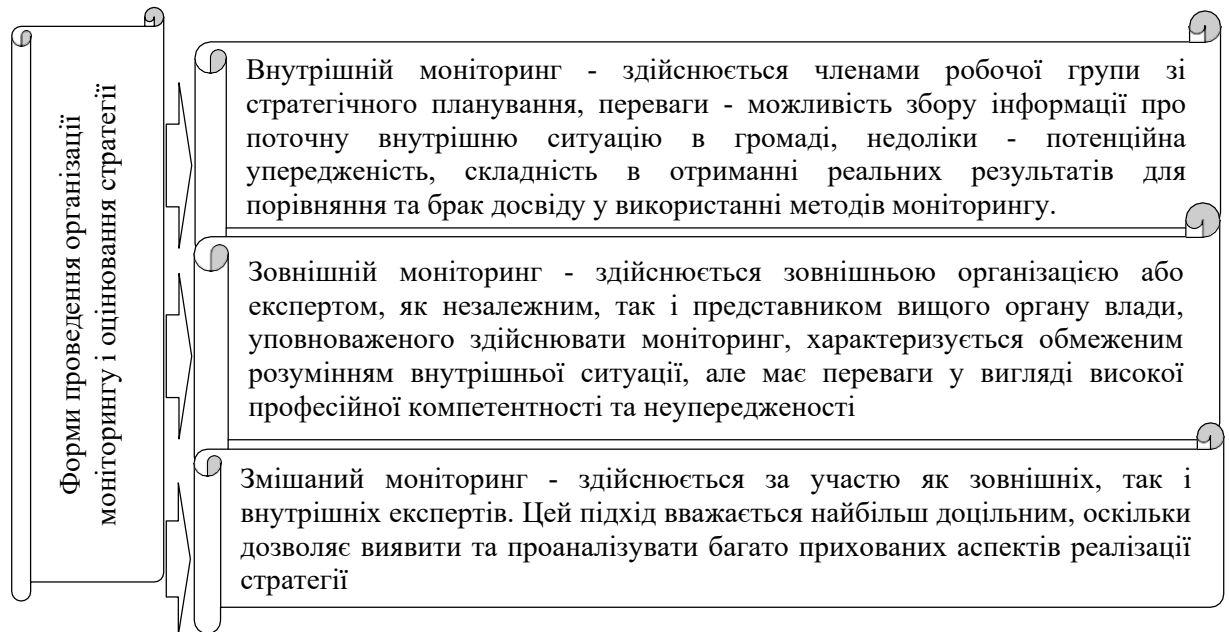 Форми проведення організації
моніторингу і оцінювання стратегії
Внутрішній моніторинг - здійснюється членами робочої групи зі
стратегічного планування, переваги - можливість збору інформації про
поточну внутрішню ситуацію в громаді, недоліки - потенційна
упередженість, складність в отриманні реальних результатів для
порівняння та брак досвіду у використанні методів моніторингу.
Зовнішній моніторинг - здійснюється зовнішньою організацією або
експертом, як незалежним, так і представником вищого органу влади,
уповноваженого здійснювати моніторинг, характеризується обмеженим
розумінням внутрішньої ситуації, але має переваги у вигляді високої
професійної компетентності та неупередженості
Змішаний моніторинг - здійснюється за участю як зовнішніх, так і
внутрішніх експертів. Цей підхід вважається найбільш доцільним, оскільки
дозволяє виявити та проаналізувати багато прихованих аспектів реалізації
стратегії